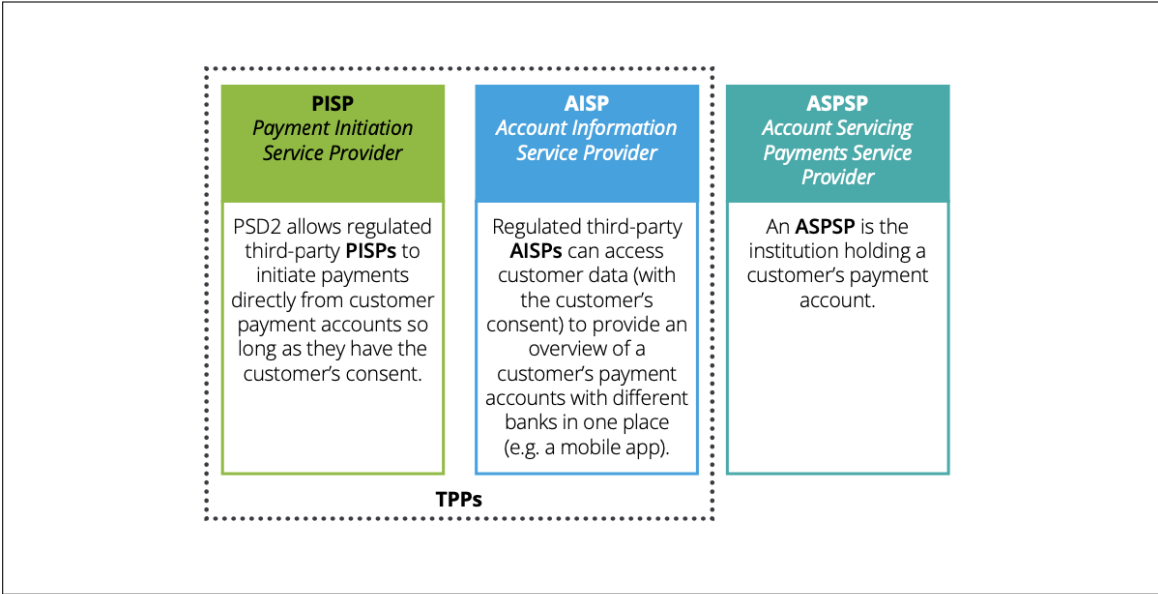 PISP
Payment Initiation
Service Provider
PSD2 allows regulated
third-party PISPs to
initiate payments
directly from customer
payment accounts so
long as they have the
customer’s consent.
AISP
Account Information
Service Provider
Regulated third-party
AISPs can access
customer data (with
the customer’s
consent) to provide an
overview of a
customer’s payment
accounts with different
banks in one place
(e.g. a mobile app).
TPPs
ASPSP
Account Servicing
Payments Service
Provider
An ASPSP is the
institution holding a
customer’s payment
account.